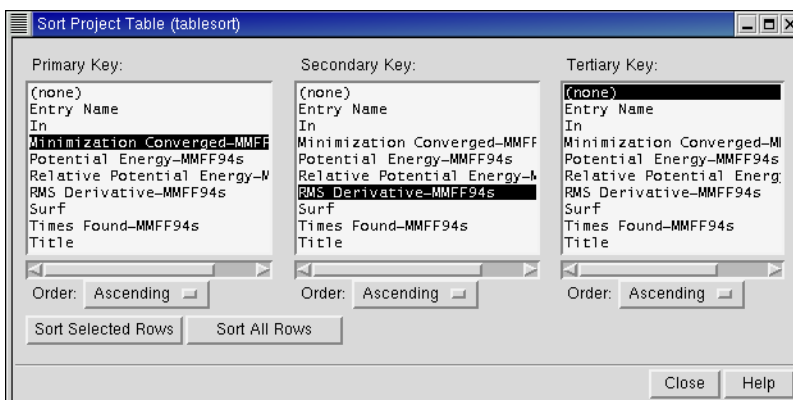 Sort Project Table (tablesort)
Primary Key:
(none)
Entry Name
In
Minimization Converged–MMFF
Potential Energy–MMFF94s
Relative Potential Energy–M
RMS Derivative–MMFF94s
Surf
Times Found–MMFF94s
Title
Order: Ascending
Secondary Key:
(none)
Entry Name
In
Minimization Converged–MMFF
Potential Energy–MMFF94s
Relative Potential Energy–M
RMS Derivative–MMFF94s
Surf
Times Found–MMFF94s
Title
Order: Ascending
Tertiary Key:
(none)
Entry Name
In
Minimization Converged–MM
Potential Energy–MMFF94s
Relative Potential Energ
RMS Derivative–MMFF94s
Surf
Times Found–MMFF94s
Title
Order: Ascending
Sort Selected Rows Sort All Rows
Close Help